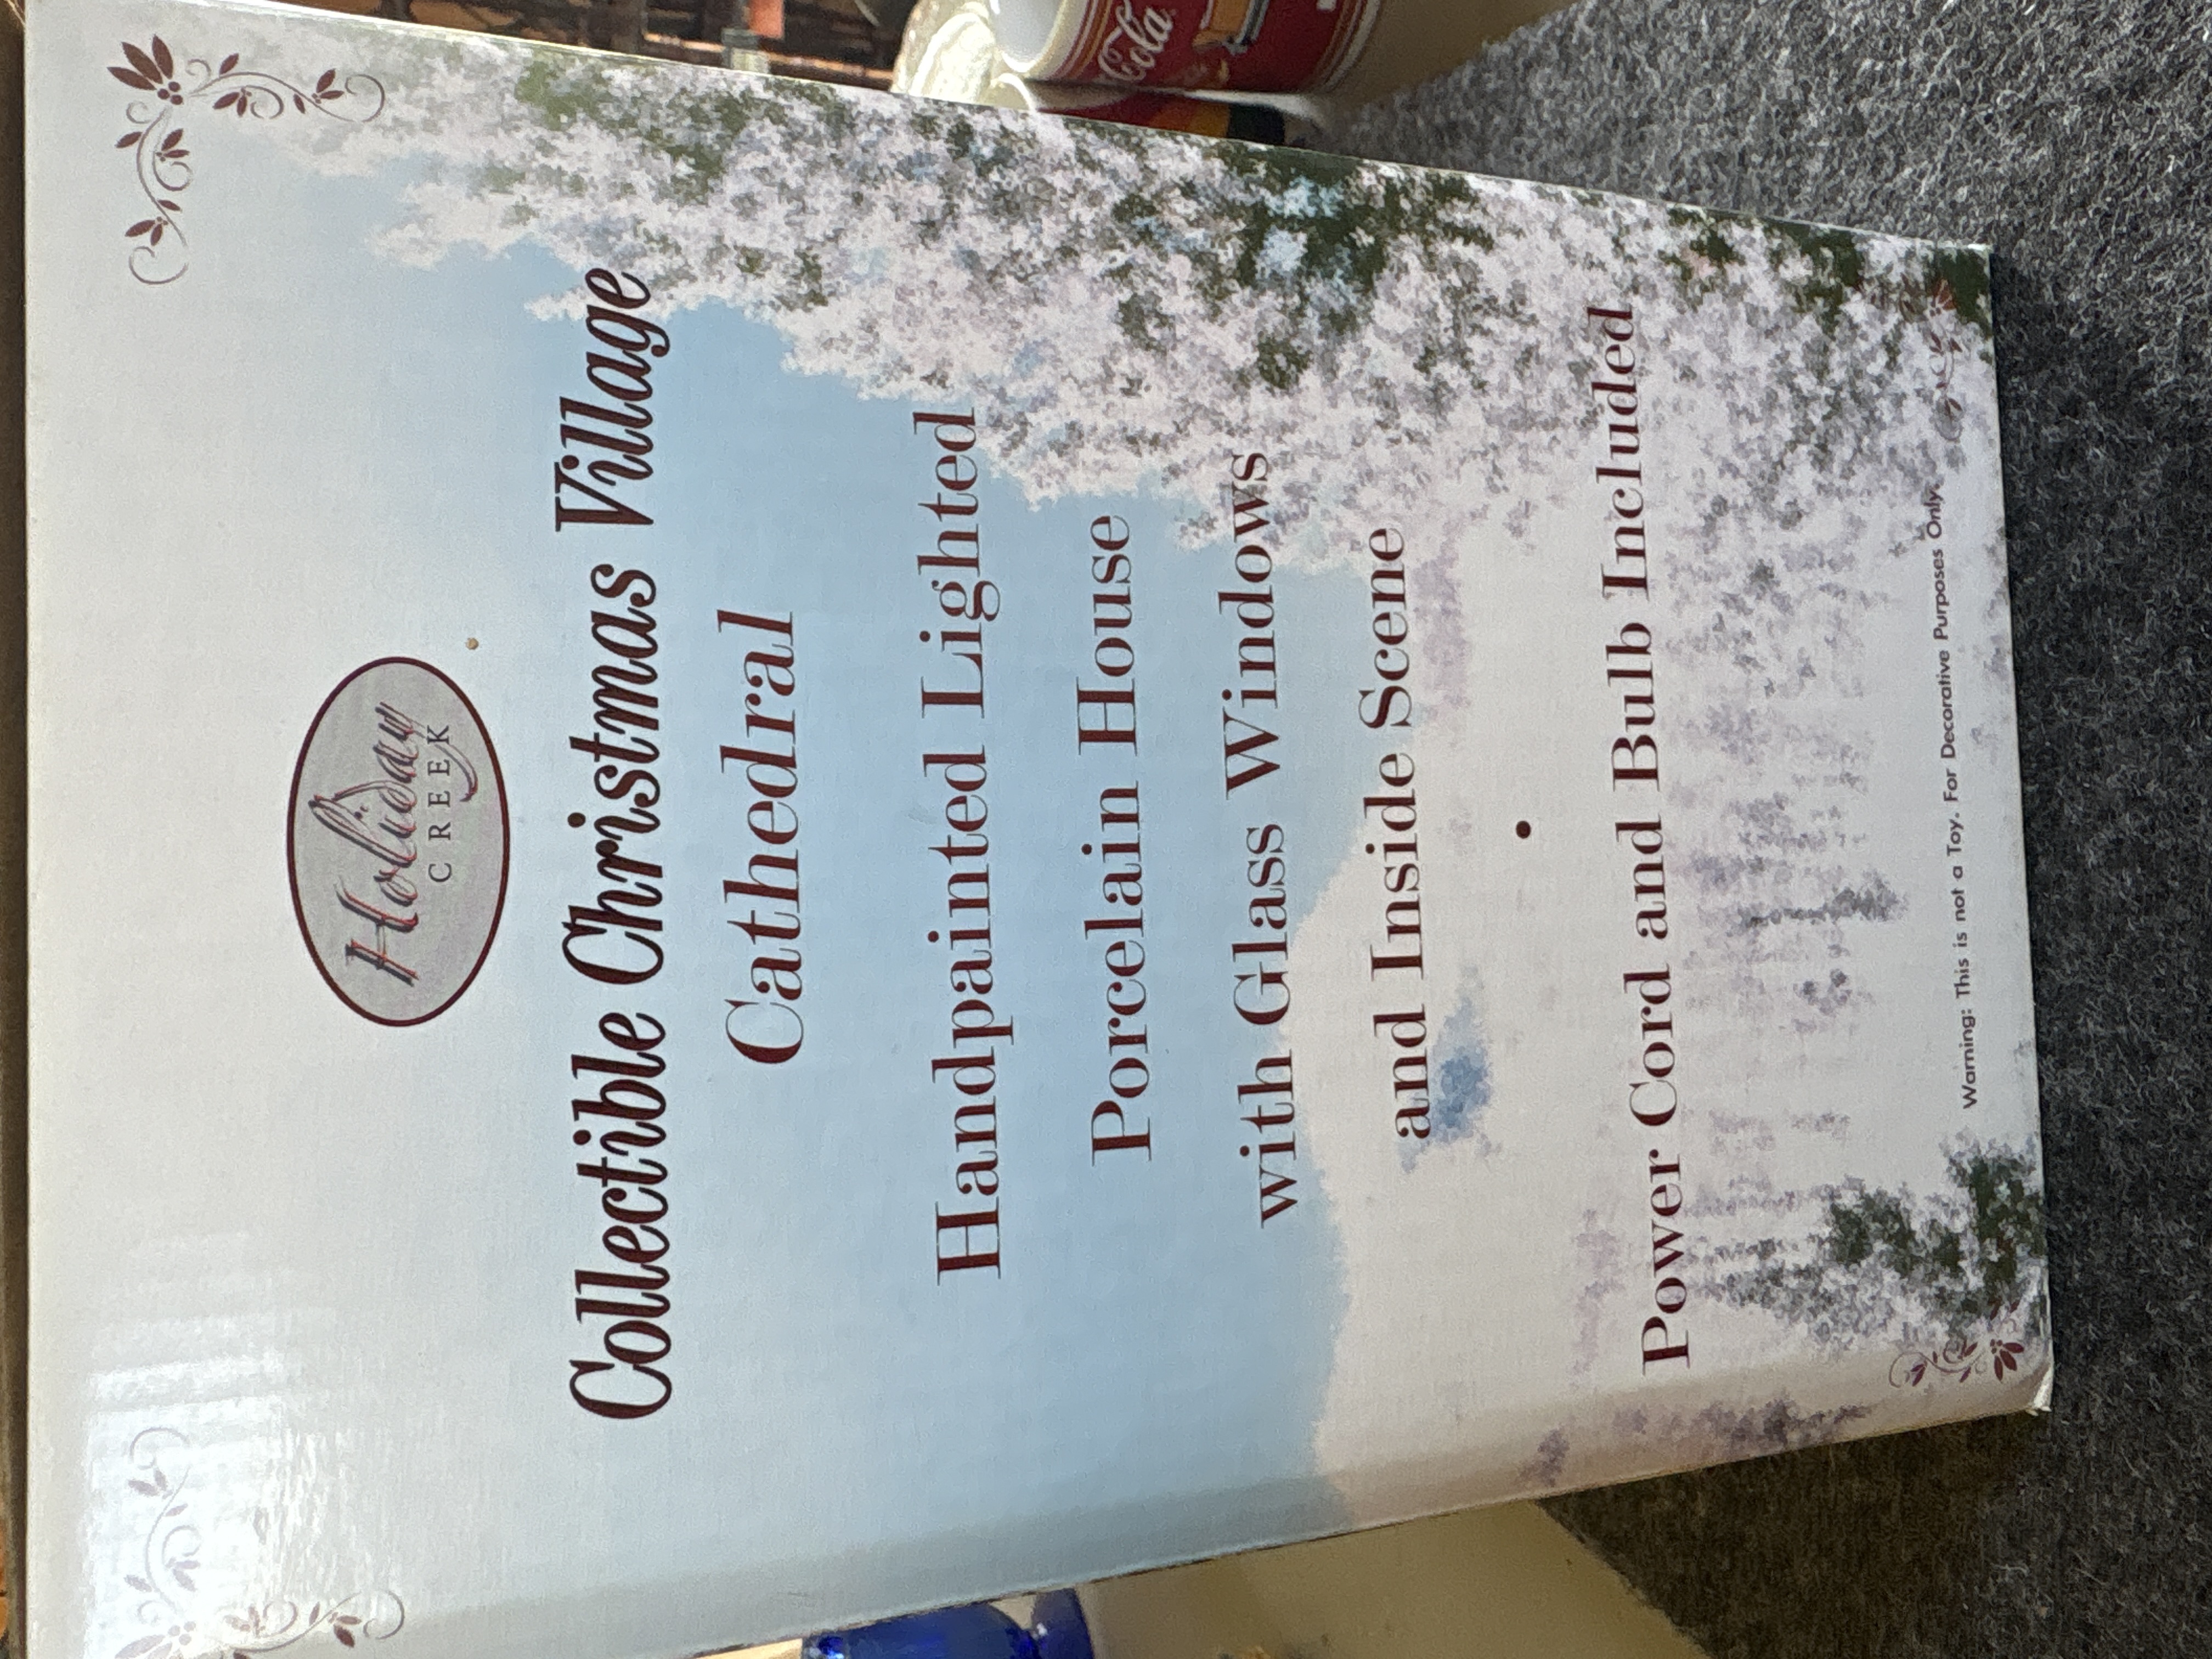 Holiday
CREEK
Collectible Christmas Village
Cathedral
Handpainted Lighted
Porcelain House
with Glass Windows
and Inside Scene
•
Power Cord and Bulb Included
Warning: This is not a Toy. For Decorative Purposes Only.
Cola